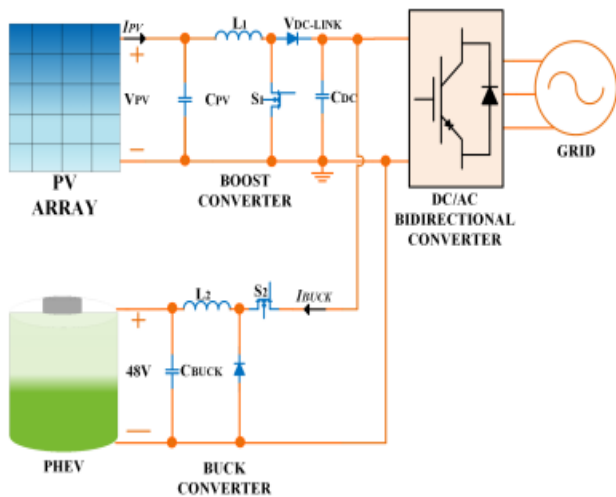 IPV
L1
VDC-LINK
+
VPV
CPV
S1
CDC
−
PV
ARRAY
BOOST
CONVERTER
GRID
DC/AC
BIDIRECTIONAL
CONVERTER
L2
S2
IBUCK
+
48V
CBUCK
−
PHEV
BUCK
CONVERTER